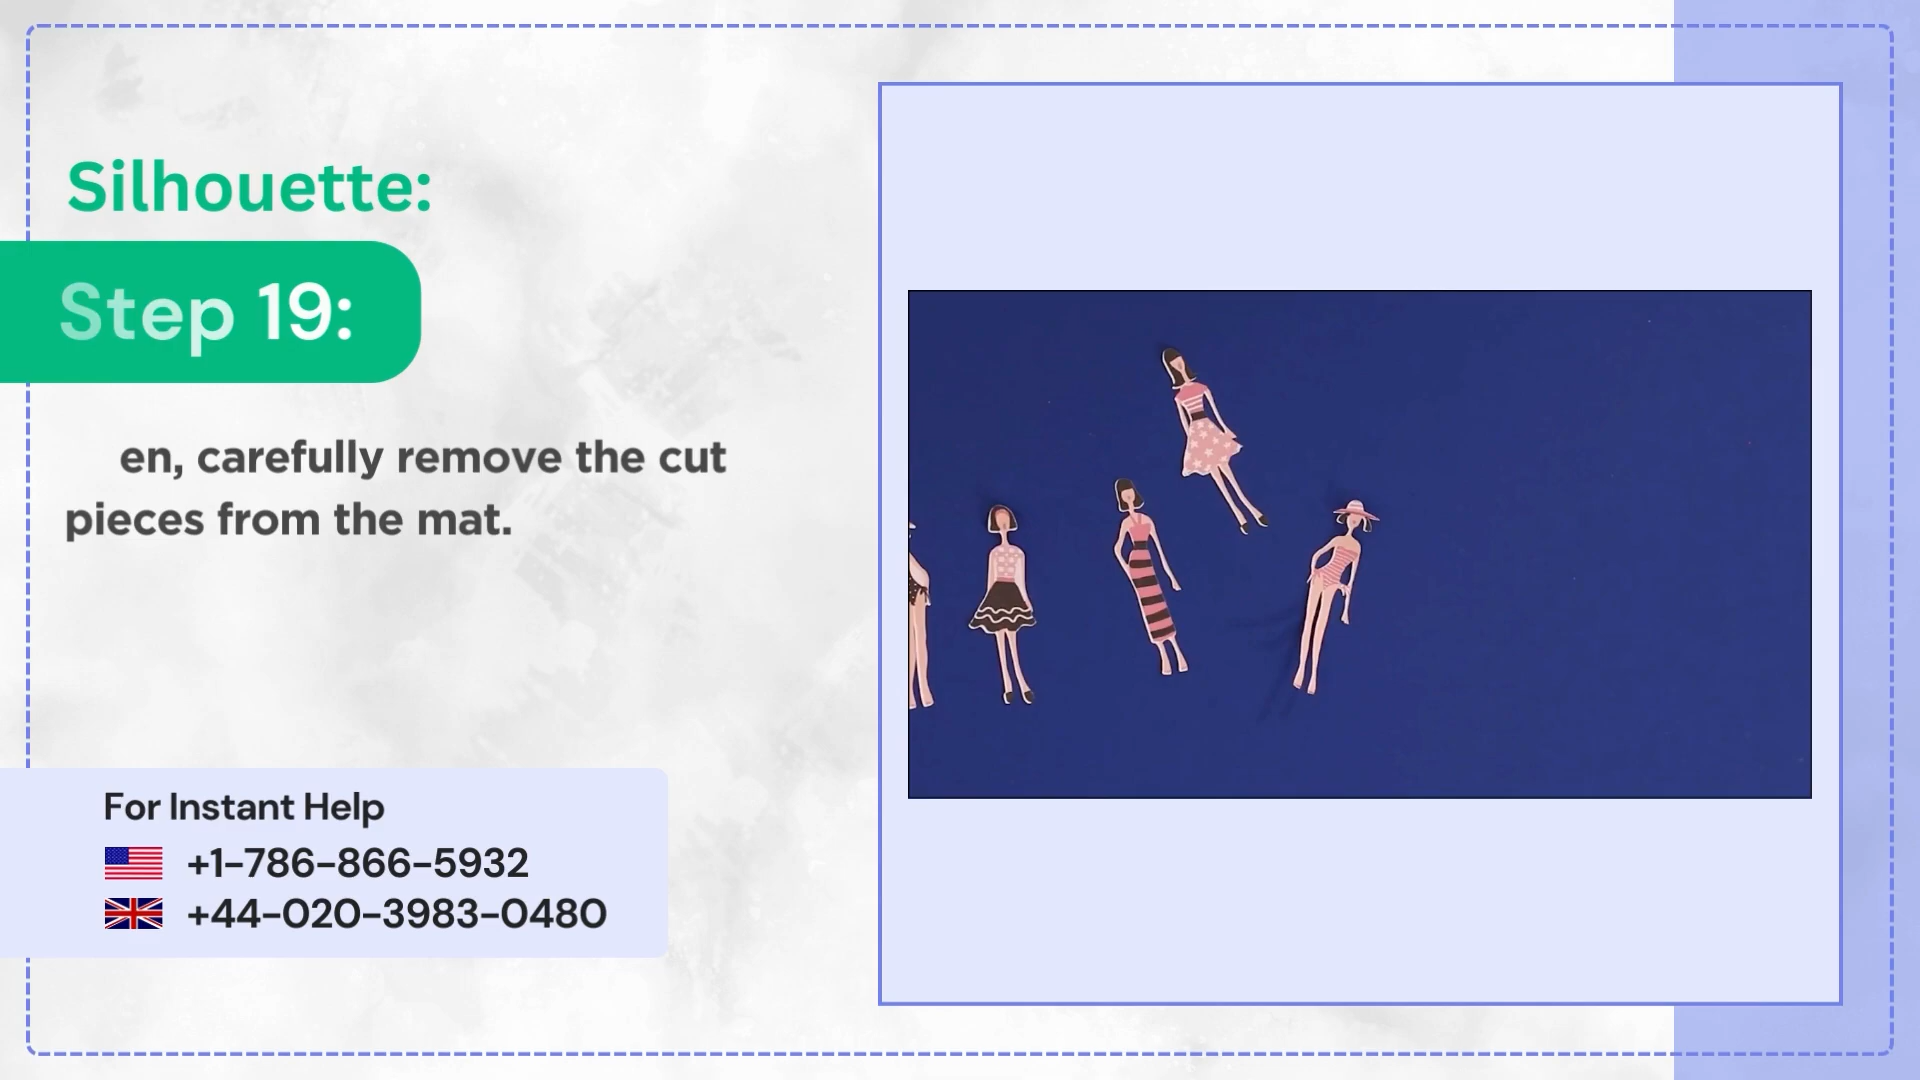 Silhouette:
Step 19:
en, carefully remove the cut
pieces from the mat.
For Instant Help
+1-786-866-5932
+44-020-3983-0480